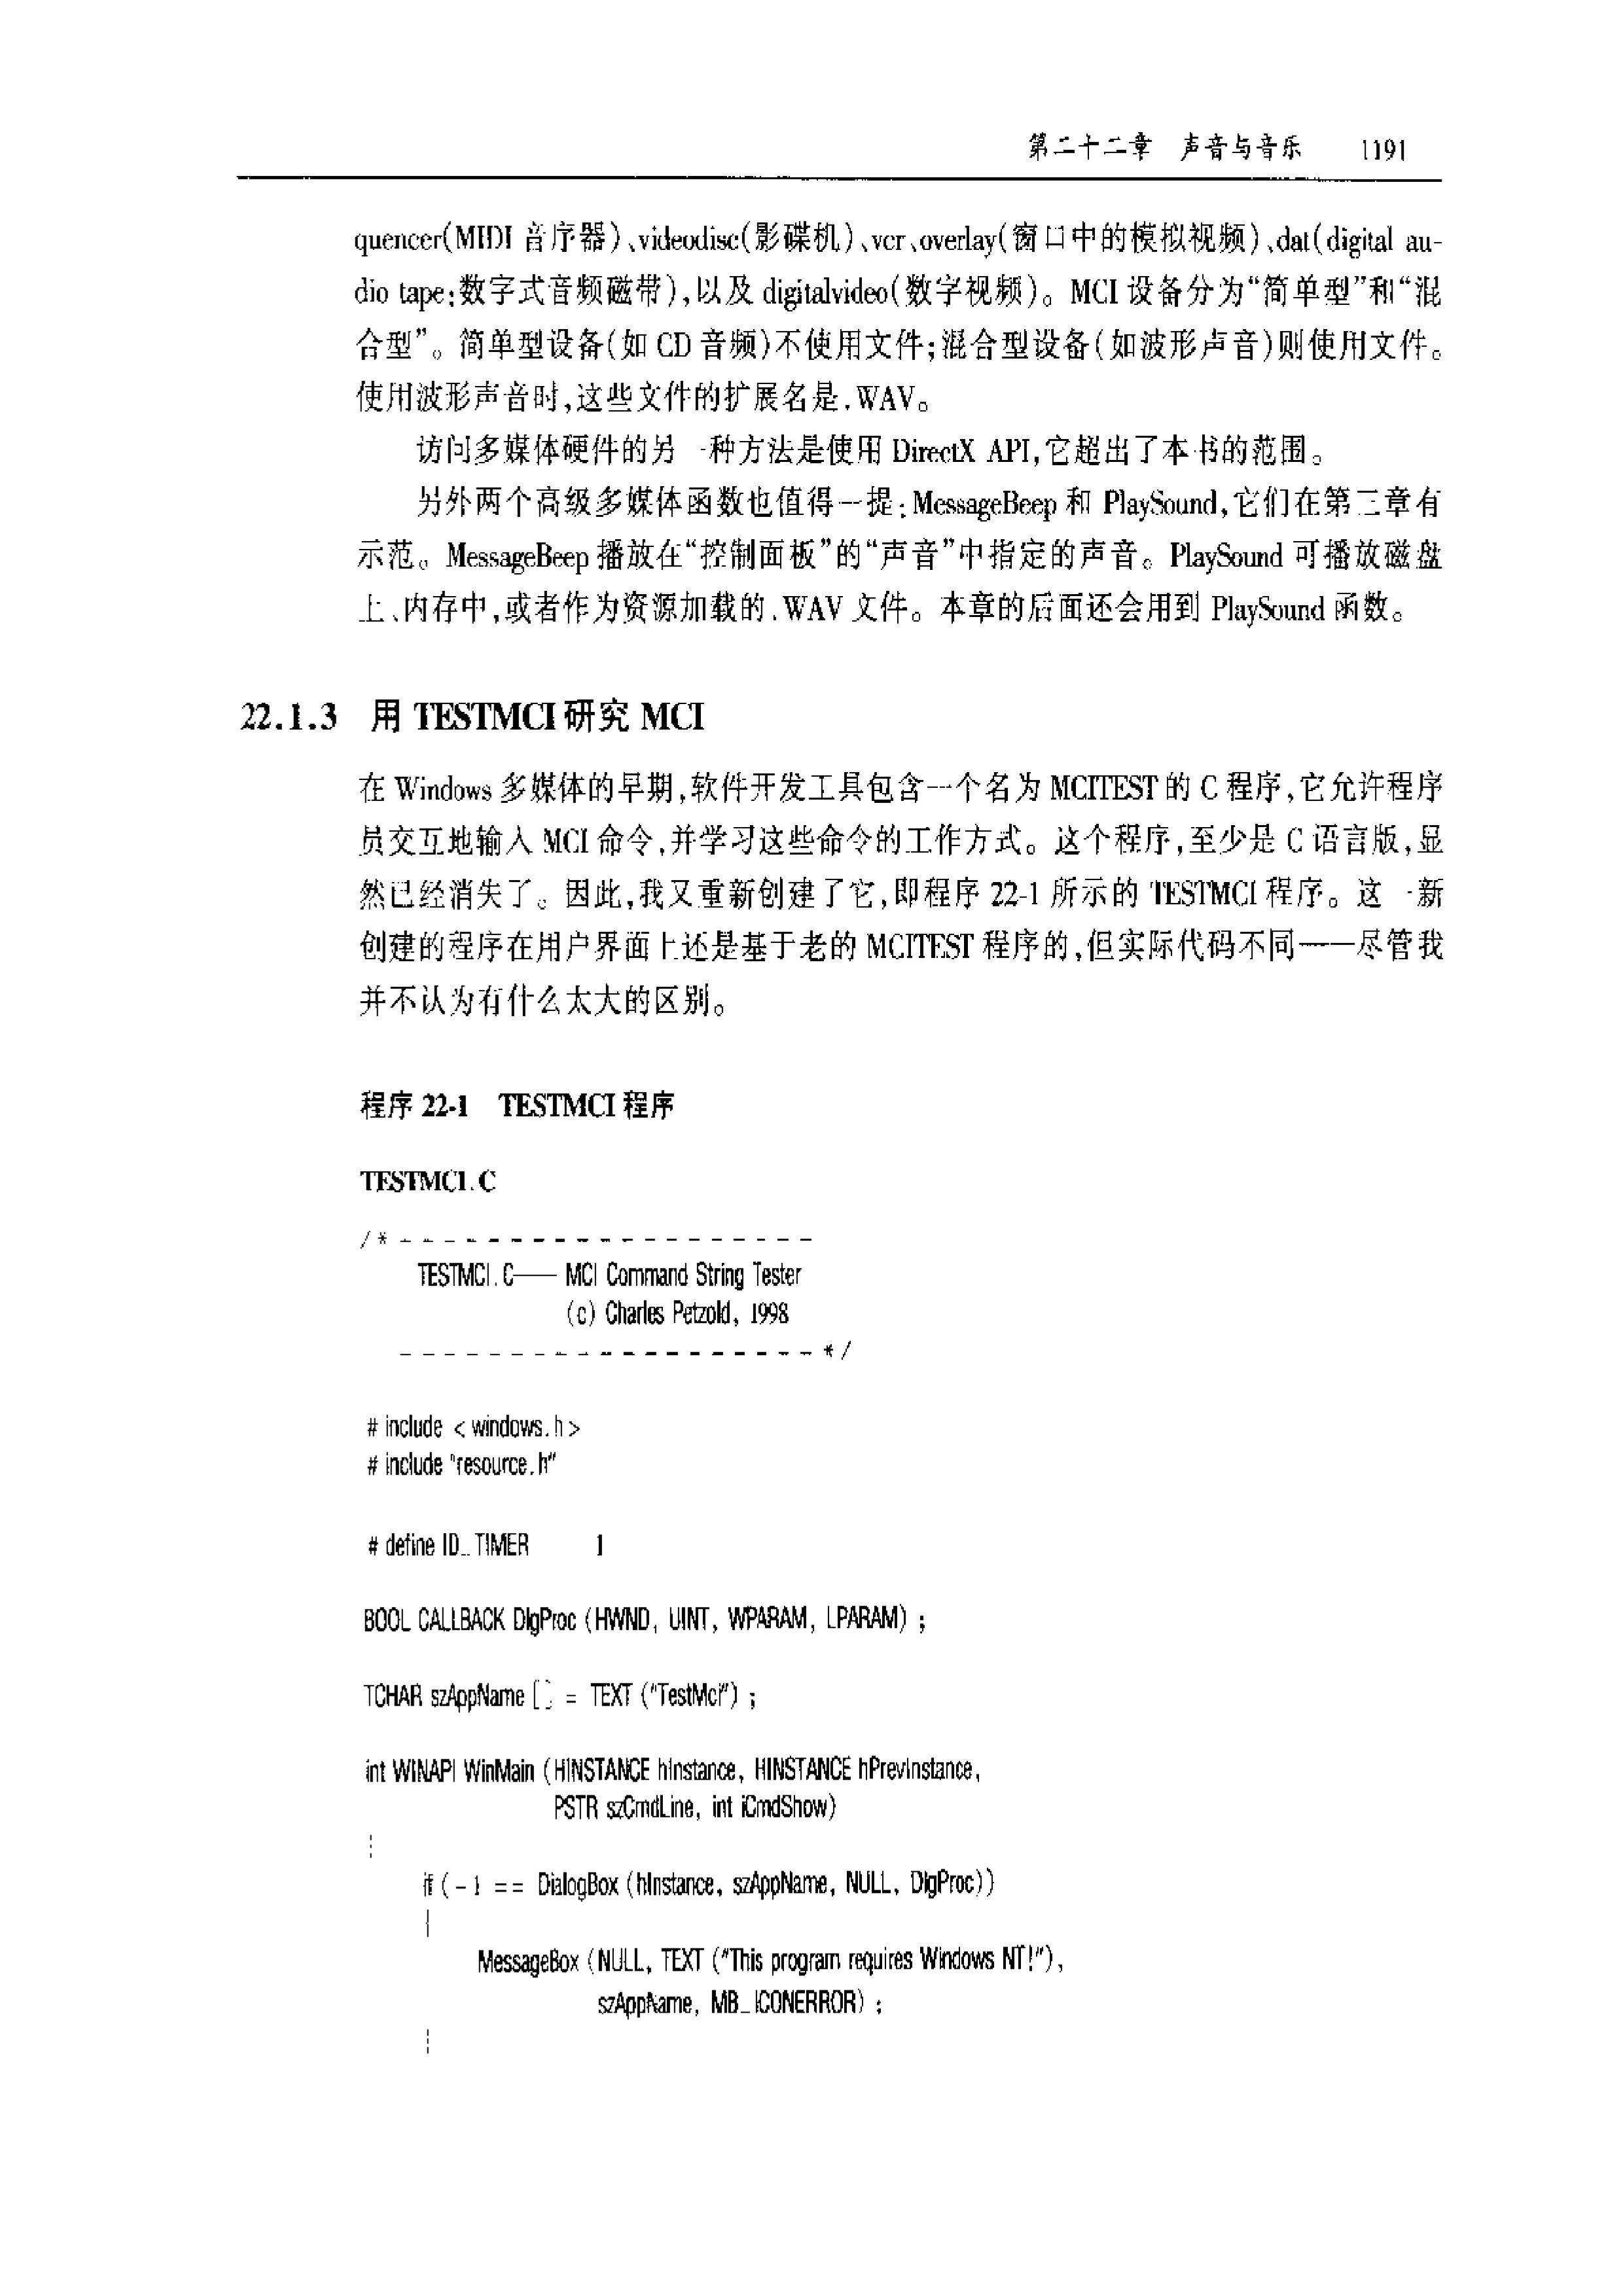 第二十二章 声音与音乐 1191
quencer(MIDI 音序器)、videodisc(影碟机)、vcr、overlay(窗口中的模拟视频)、dat(digital au-
dio tape;数字式音频磁带),以及 digitalvideo(数字视频)。MCI 设备分为“简单型”和“混
合型”。简单型设备(如 CD 音频)不使用文件;混合型设备(如波形声音)则使用文件。
使用波形声音时,这些文件的扩展名是.WAV。
访问多媒体硬件的另一种方法是使用 DirectX API,它超出了本书的范围。
另外两个高级多媒体函数也值得一提:MessageBeep 和 PlaySound,它们在第三章有
示范。MessageBeep 播放在“控制面板”的“声音”中指定的声音。PlaySound 可播放磁盘
上、内存中,或者作为资源加载的.WAV 文件。本章的后面还会用到 PlaySound 函数。
22.1.3 用 TESTMCI 研究 MCI
在 Windows 多媒体的早期,软件开发工具包含一个名为 MCITEST 的 C 程序,它允许程序
员交互地输入 MCI 命令,并学习这些命令的工作方式。这个程序,至少是 C 语言版,显
然已经消失了。因此,我又重新创建了它,即程序 22-1 所示的 TESTMCI 程序。这一新
创建的程序在用户界面上还是基于老的 MCITEST 程序的,但实际代码不同——尽管我
并不认为有什么太大的区别。
程序 22-1 TESTMCI 程序
TESTMCI.C
/* - - - - - - - - - - - - - - - - - - -
TESTMCI.C—— MCI Command String Tester
(c) Charles Petzold, 1998
- - - - - - - - - - - - - - - - - - - */
# include < windows.h >
# include "resource.h"
# define ID_TIMER 1
BOOL CALLBACK DlgProc (HWND, UINT, WPARAM, LPARAM) ;
TCHAR szAppName [] = TEXT ("TestMci") ;
int WINAPI WinMain (HINSTANCE hInstance, HINSTANCE hPrevInstance,
PSTR szCmdLine, int iCmdShow)
{
if (-1 == DialogBox (hInstance, szAppName, NULL, DlgProc))
{
MessageBox (NULL, TEXT ("This program requires Windows NT!"),
szAppName, MB_ICONERROR) ;
}